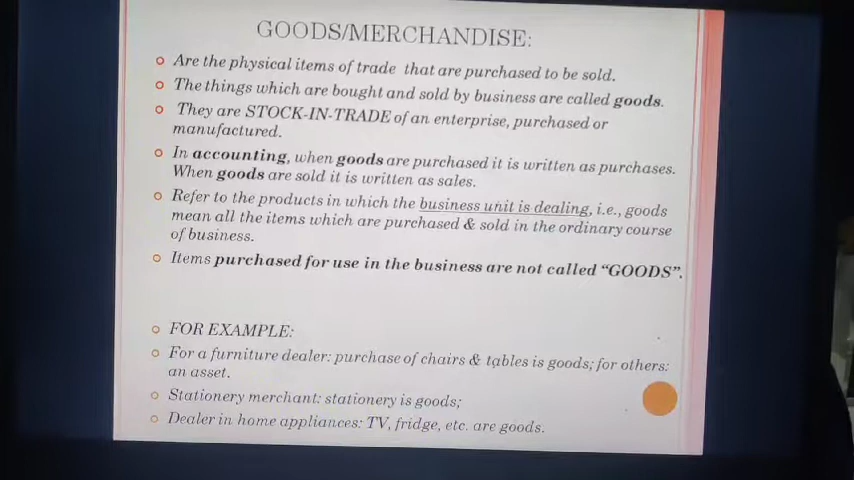 GOODS/MERCHANDISE:
Are the physical items of trade that are purchased to be sold.
The things which are bought and sold by business are called goods.
They are STOCK-IN-TRADE of an enterprise, purchased or
manufactured.
In accounting, when goods are purchased it is written as purchases.
When goods are sold it is written as sales.
Refer to the products in which the business unit is dealing, i.e., goods
mean all the items which are purchased & sold in the ordinary course
of business.
Items purchased for use in the business are not called “GOODS”.
FOR EXAMPLE:
For a furniture dealer: purchase of chairs & tables is goods; for others:
an asset.
Stationery merchant: stationery is goods;
Dealer in home appliances: TV, fridge, etc. are goods.